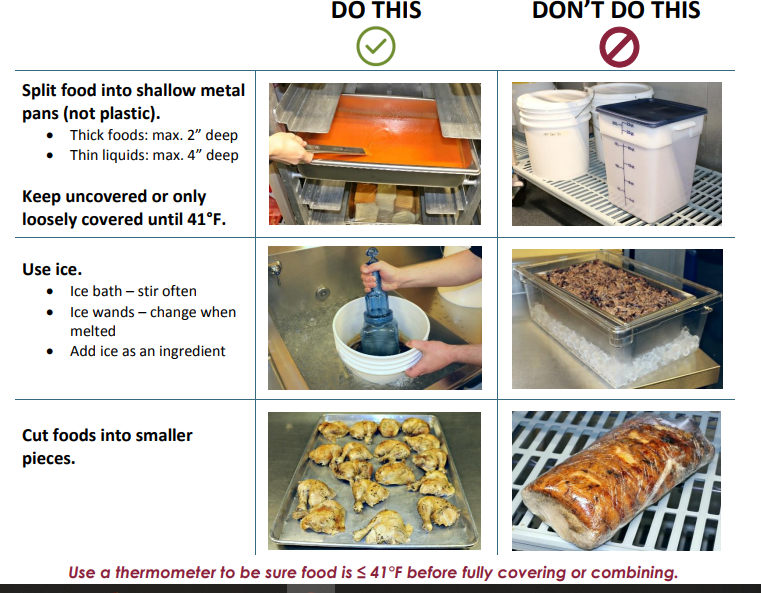 DO THIS
DON'T DO THIS
Split food into shallow metal
pans (not plastic).
• Thick foods: max. 2" deep
• Thin liquids: max. 4" deep
Keep uncovered or only
loosely covered until 41°F.
Use ice.
• Ice bath – stir often
• Ice wands – change when
melted
• Add ice as an ingredient
Cut foods into smaller
pieces.
Use a thermometer to be sure food is ≤ 41°F before fully covering or combining.